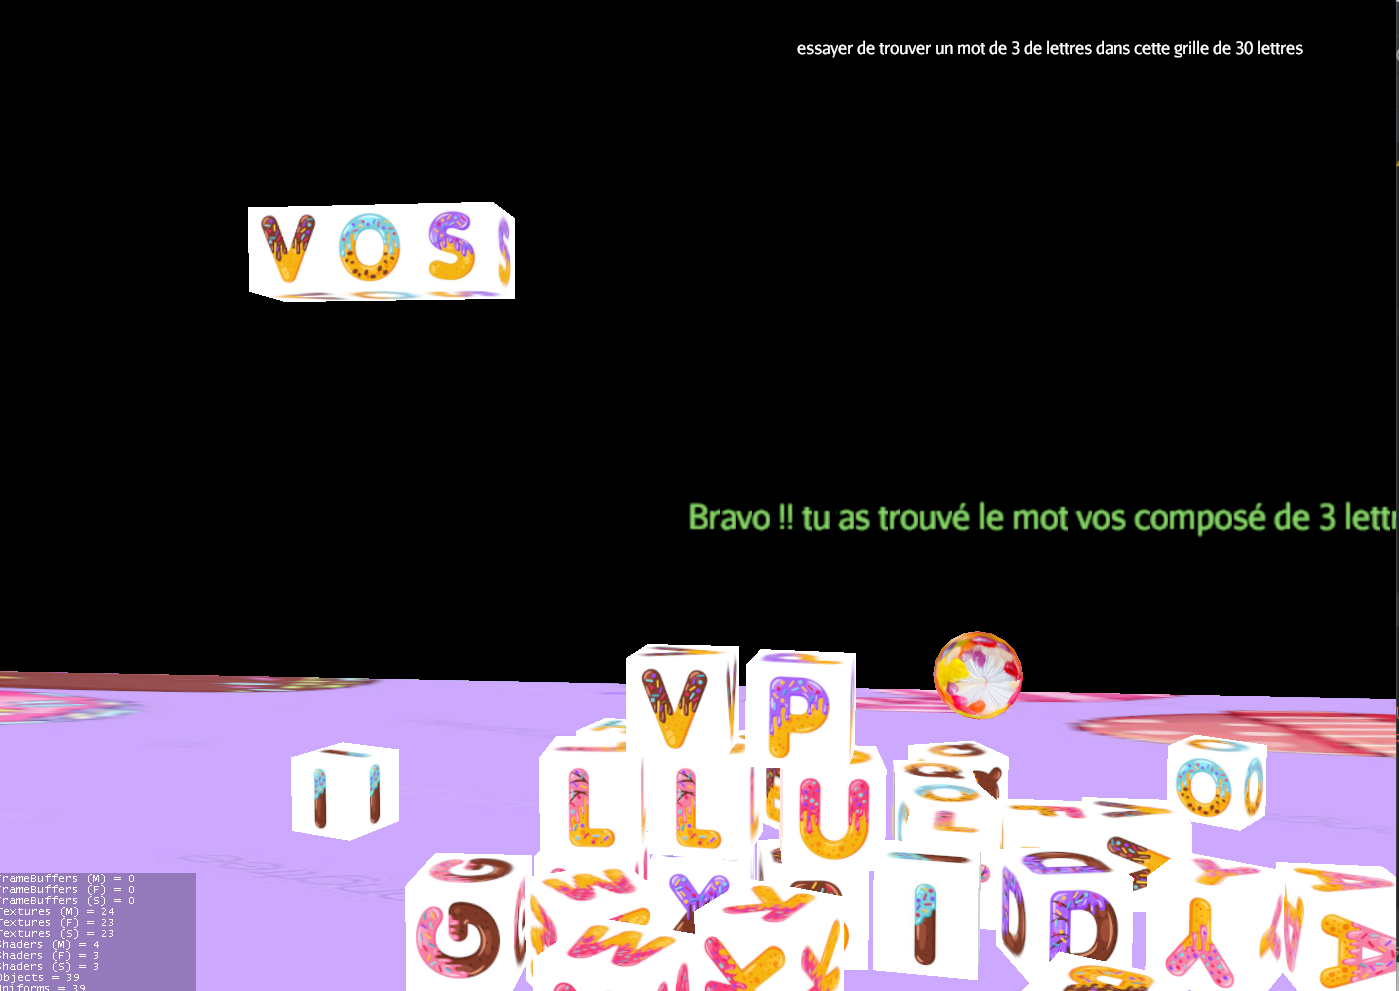 essayer de trouver un mot de 3 de lettres dans cette grille de 30 lettres
VOS
Bravo !! tu as trouvé le mot vos composé de 3
V P
I I L L U O
G I D Y A
FrameBuffers (M) = 0
FrameBuffers (F) = 0
FrameBuffers (S) = 0
Textures (M) = 24
Textures (F) = 23
Textures (S) = 23
Shaders (M) = 4
Shaders (F) = 3
Shaders (S) = 3
Objects = 39
Uniforms = 39